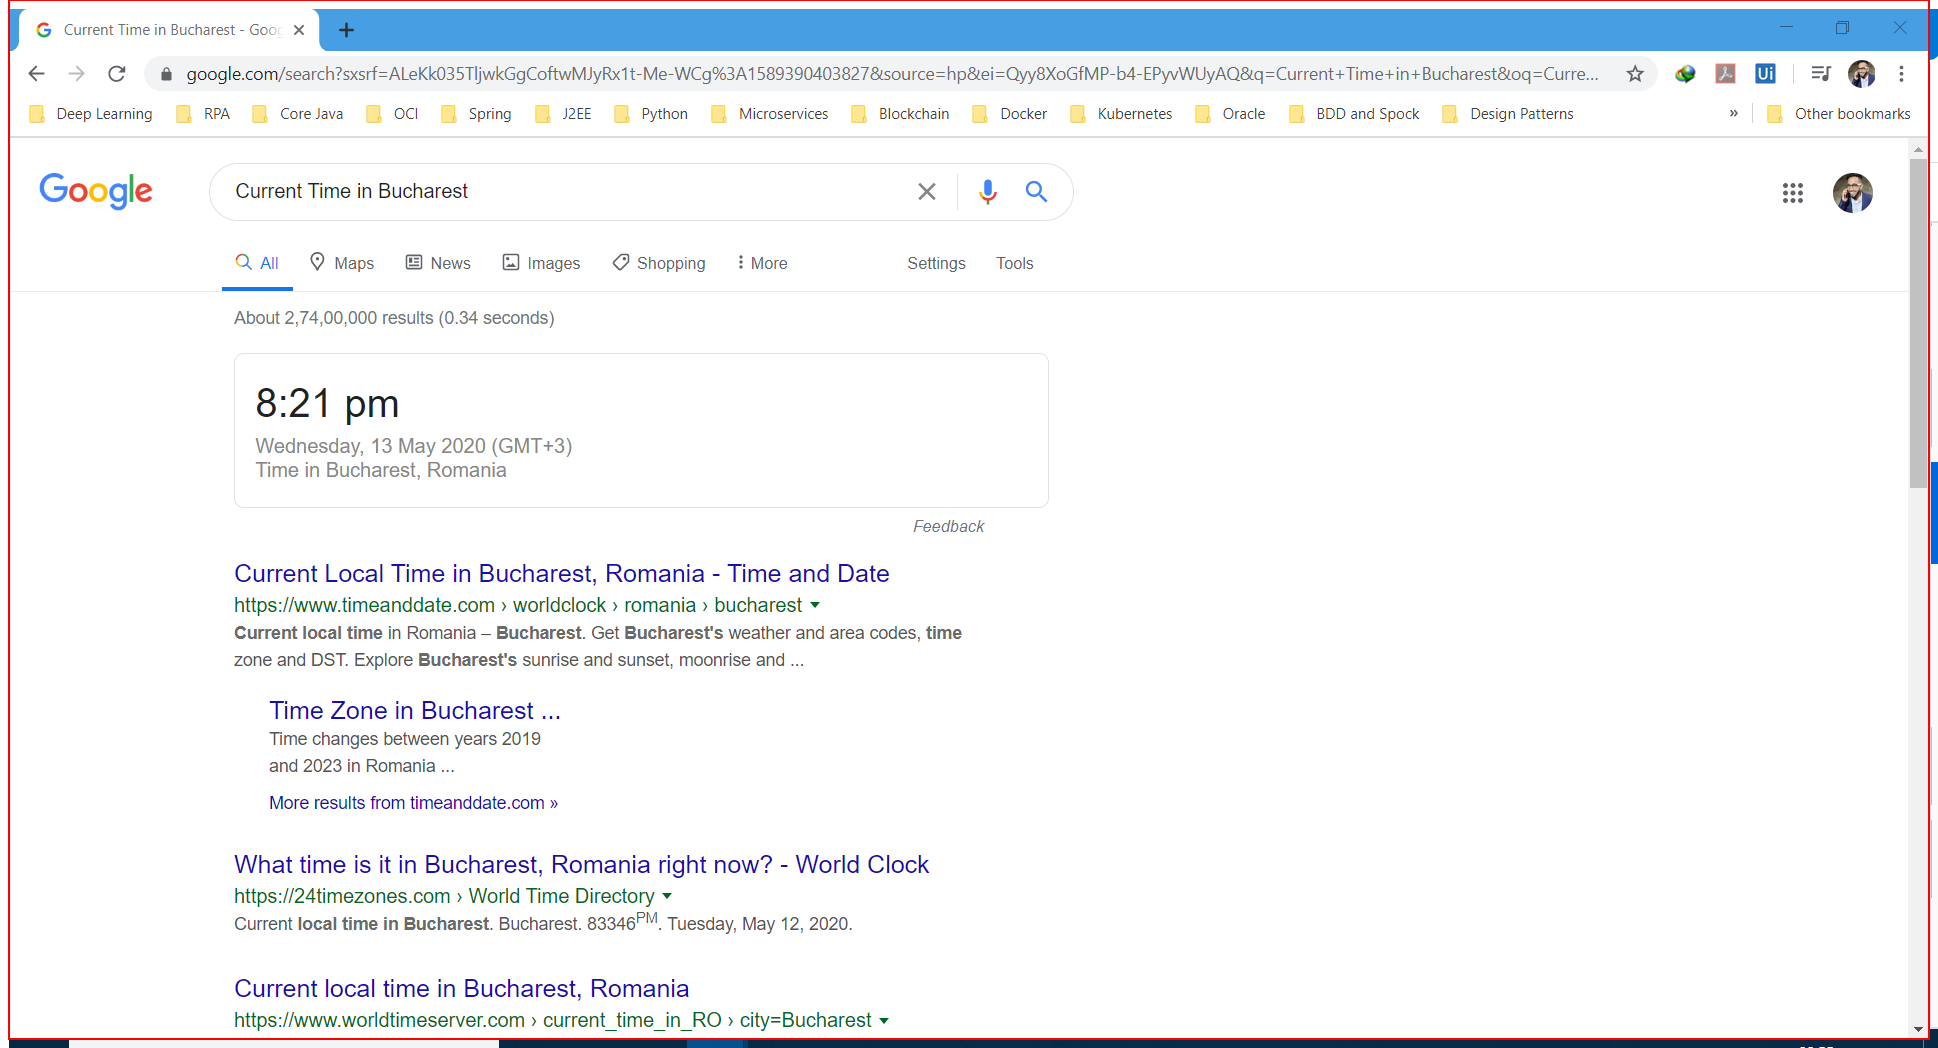 Current Time in Bucharest - Goo
google.com/search?sxsrf=ALeKk035TljwkGgCoftwMJyRx1t-Me-WCg%3A1589390403827&source=hp&ei=Qyy8XoGfMP-b4-EPyvWUyAQ&q=Current+Time+in+Bucharest&oq=Curre...
Ui
Deep Learning RPA Core Java OCI Spring J2EE Python Microservices Blockchain Docker Kubernetes Oracle BDD and Spock Design Patterns » Other bookmarks
Google
Current Time in Bucharest
All Maps News Images Shopping More Settings Tools
About 2,74,00,000 results (0.34 seconds)
8:21 pm
Wednesday, 13 May 2020 (GMT+3)
Time in Bucharest, Romania
Feedback
Current Local Time in Bucharest, Romania - Time and Date
https://www.timeanddate.com › worldclock › romania › bucharest
Current local time in Romania – Bucharest. Get Bucharest's weather and area codes, time
zone and DST. Explore Bucharest's sunrise and sunset, moonrise and ...
Time Zone in Bucharest ...
Time changes between years 2019
and 2023 in Romania ...
More results from timeanddate.com »
What time is it in Bucharest, Romania right now? - World Clock
https://24timezones.com › World Time Directory
Current local time in Bucharest. Bucharest. 83346PM. Tuesday, May 12, 2020.
Current local time in Bucharest, Romania
https://www.worldtimeserver.com › current_time_in_RO › city=Bucharest